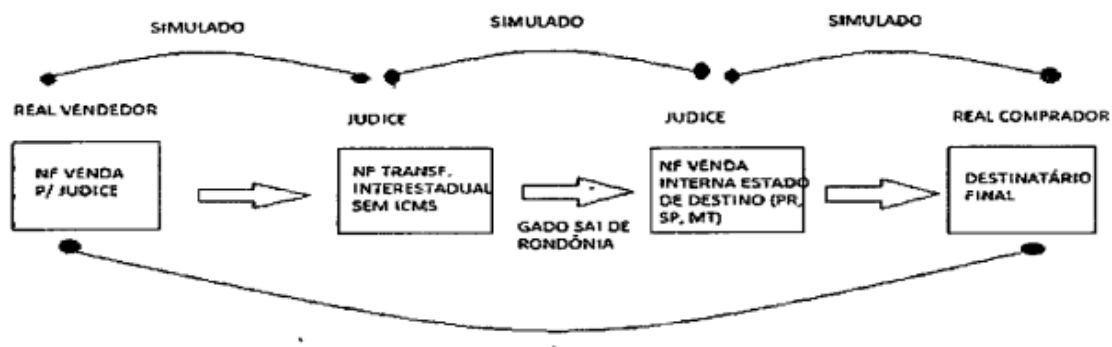 SIMULADO
SIMULADO
SIMULADO
REAL VENDEDOR
JUDICE
JUDICE
REAL COMPRADOR
NF VENDA
P/ JUDICE
NF TRANSF.
INTERESTADUAL
SEM ICMS
GADO SAI DE
RONDÔNIA
NF VENDA
INTERNA ESTADO
DE DESTINO (PR,
SP, MT)
DESTINATÁRIO
FINAL